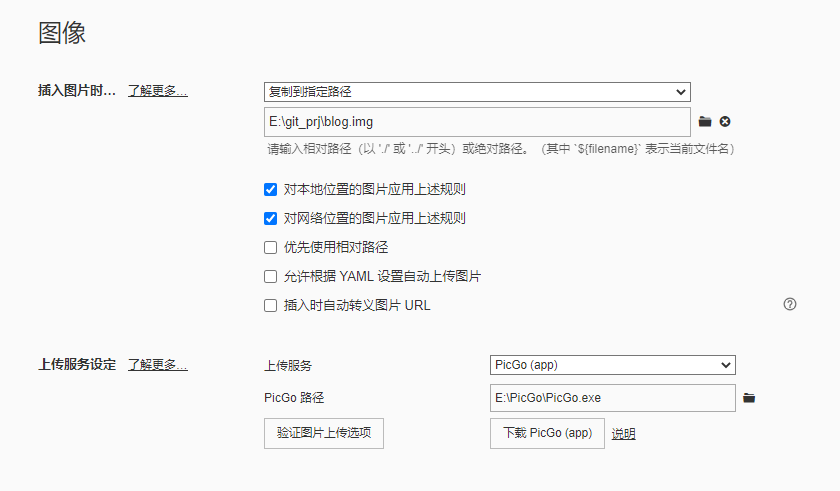 图像
插入图片时... 了解更多... 复制到指定路径
E:\git_prj\blog.img
请输入相对路径（以 './' 或 '../' 开头）或绝对路径。（其中 `${filename}` 表示当前文件名）
对本地位置的图片应用上述规则
对网络位置的图片应用上述规则
优先使用相对路径
允许根据 YAML 设置自动上传图片
插入时自动转义图片 URL
上传服务设定 了解更多... 上传服务 PicGo (app)
PicGo 路径 E:\PicGo\PicGo.exe
验证图片上传选项 下载 PicGo (app) 说明